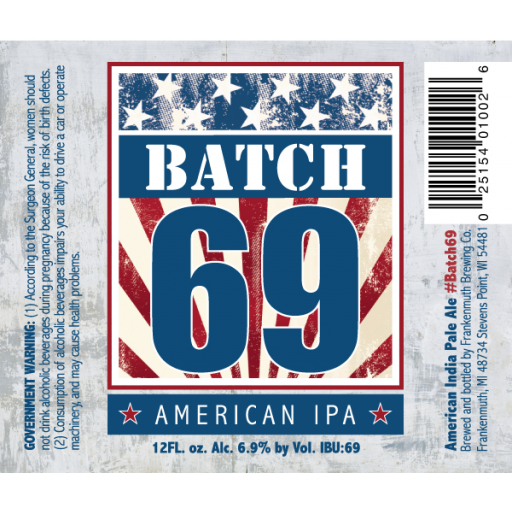 GOVERNMENT WARNING: (1) According to the Surgeon General, women should
not drink alcoholic beverages during pregnancy because of the risk of birth defects.
(2) Consumption of alcoholic beverages impairs your ability to drive a car or operate
machinery, and may cause health problems.
BATCH
69
AMERICAN IPA
12FL. oz. Alc. 6.9% by Vol. IBU:69
0 25154 01002 6
American India Pale Ale #Batch69
Brewed and bottled by Frankenmuth Brewing Co.
Frankenmuth, MI 48734 Stevens Point, WI 54481